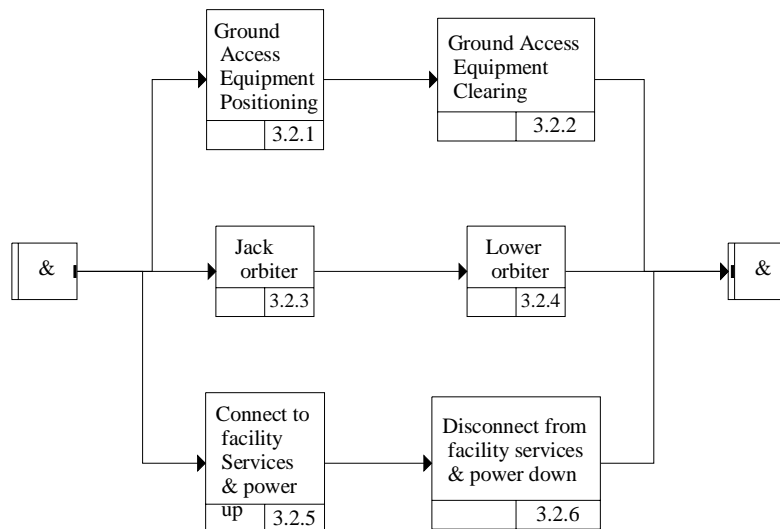 Ground
Access
Equipment
Positioning
3.2.1
Ground Access
Equipment
Clearing
3.2.2
&
Jack
orbiter
3.2.3
Lower
orbiter
3.2.4
&
Connect to
facility
Services
& power
up
3.2.5
Disconnect from
facility services
& power down
3.2.6